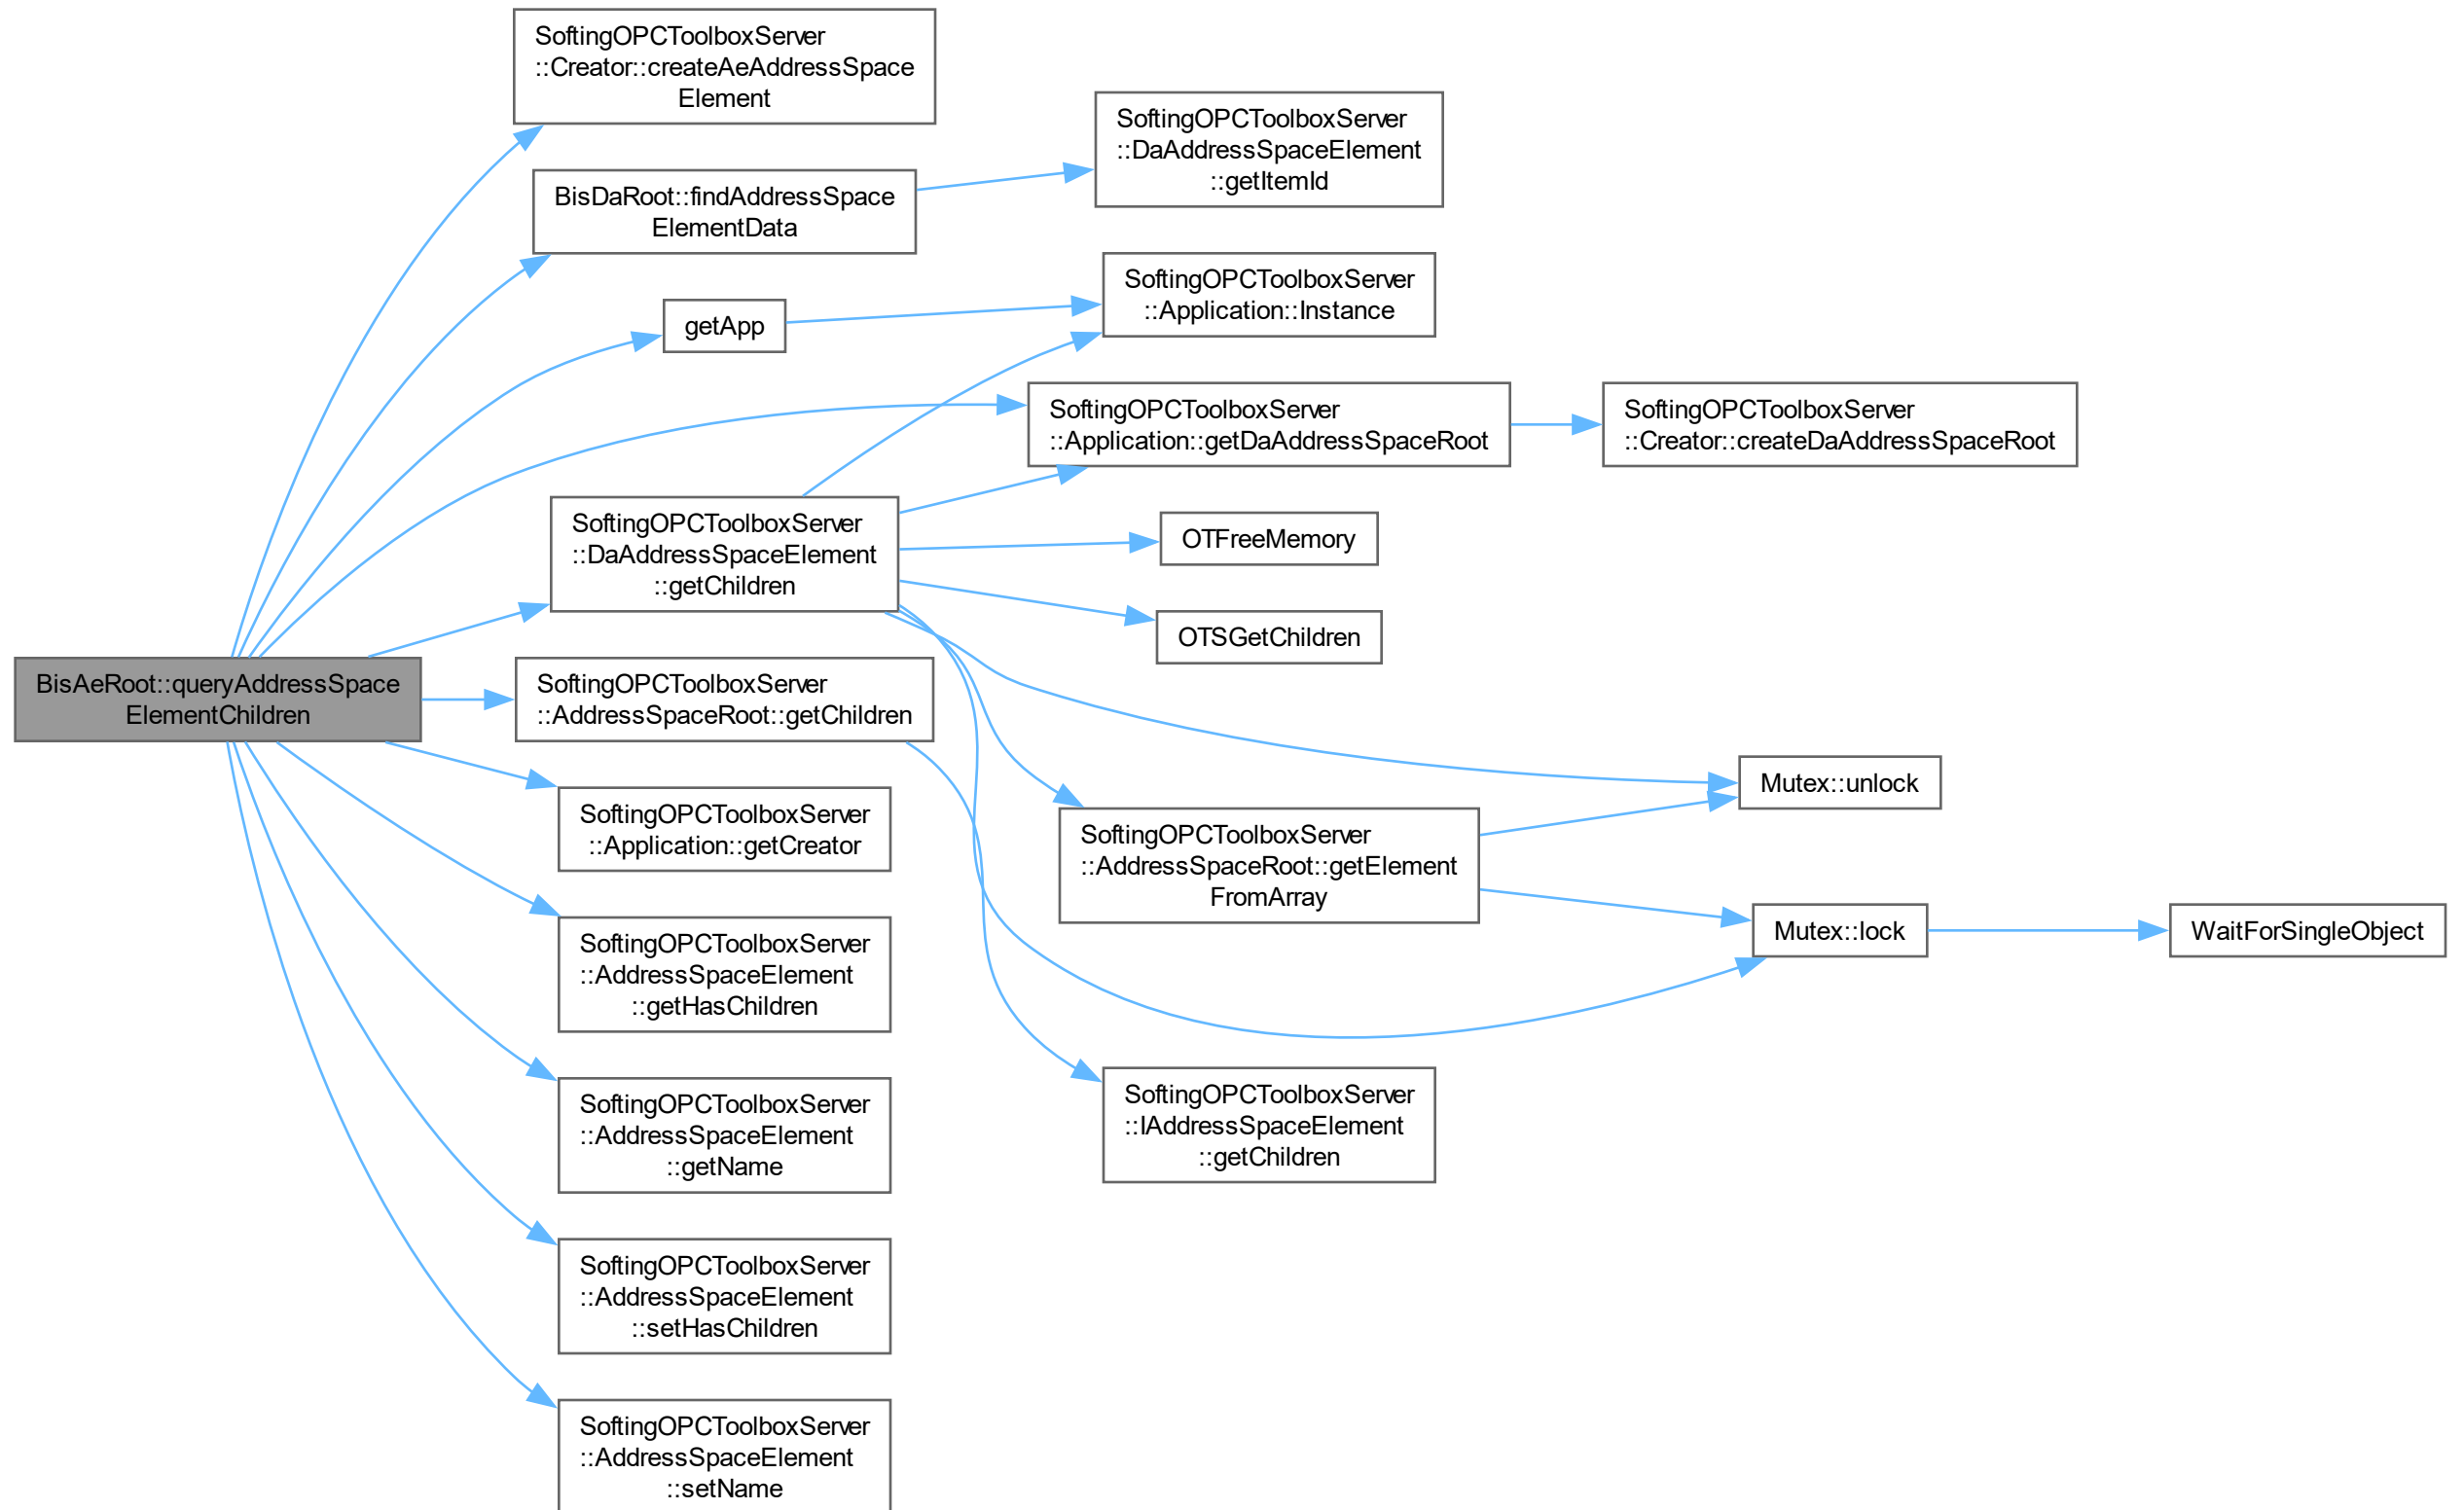 SoftingOPCToolboxServer
::Creator::createAeAddressSpace
Element
BisDaRoot::findAddressSpace
ElementData
SoftingOPCToolboxServer
::DaAddressSpaceElement
::getItemId
getApp
SoftingOPCToolboxServer
::Application::Instance
SoftingOPCToolboxServer
::Application::getDaAddressSpaceRoot
SoftingOPCToolboxServer
::Creator::createDaAddressSpaceRoot
SoftingOPCToolboxServer
::DaAddressSpaceElement
::getChildren
OTFreeMemory
OTSGetChildren
BisAeRoot::queryAddressSpace
ElementChildren
SoftingOPCToolboxServer
::AddressSpaceRoot::getChildren
SoftingOPCToolboxServer
::Application::getCreator
Mutex::unlock
SoftingOPCToolboxServer
::AddressSpaceRoot::getElement
FromArray
Mutex::lock
WaitForSingleObject
SoftingOPCToolboxServer
::AddressSpaceElement
::getHasChildren
SoftingOPCToolboxServer
::AddressSpaceElement
::getName
SoftingOPCToolboxServer
::IAddressSpaceElement
::getChildren
SoftingOPCToolboxServer
::AddressSpaceElement
::setHasChildren
SoftingOPCToolboxServer
::AddressSpaceElement
::setName